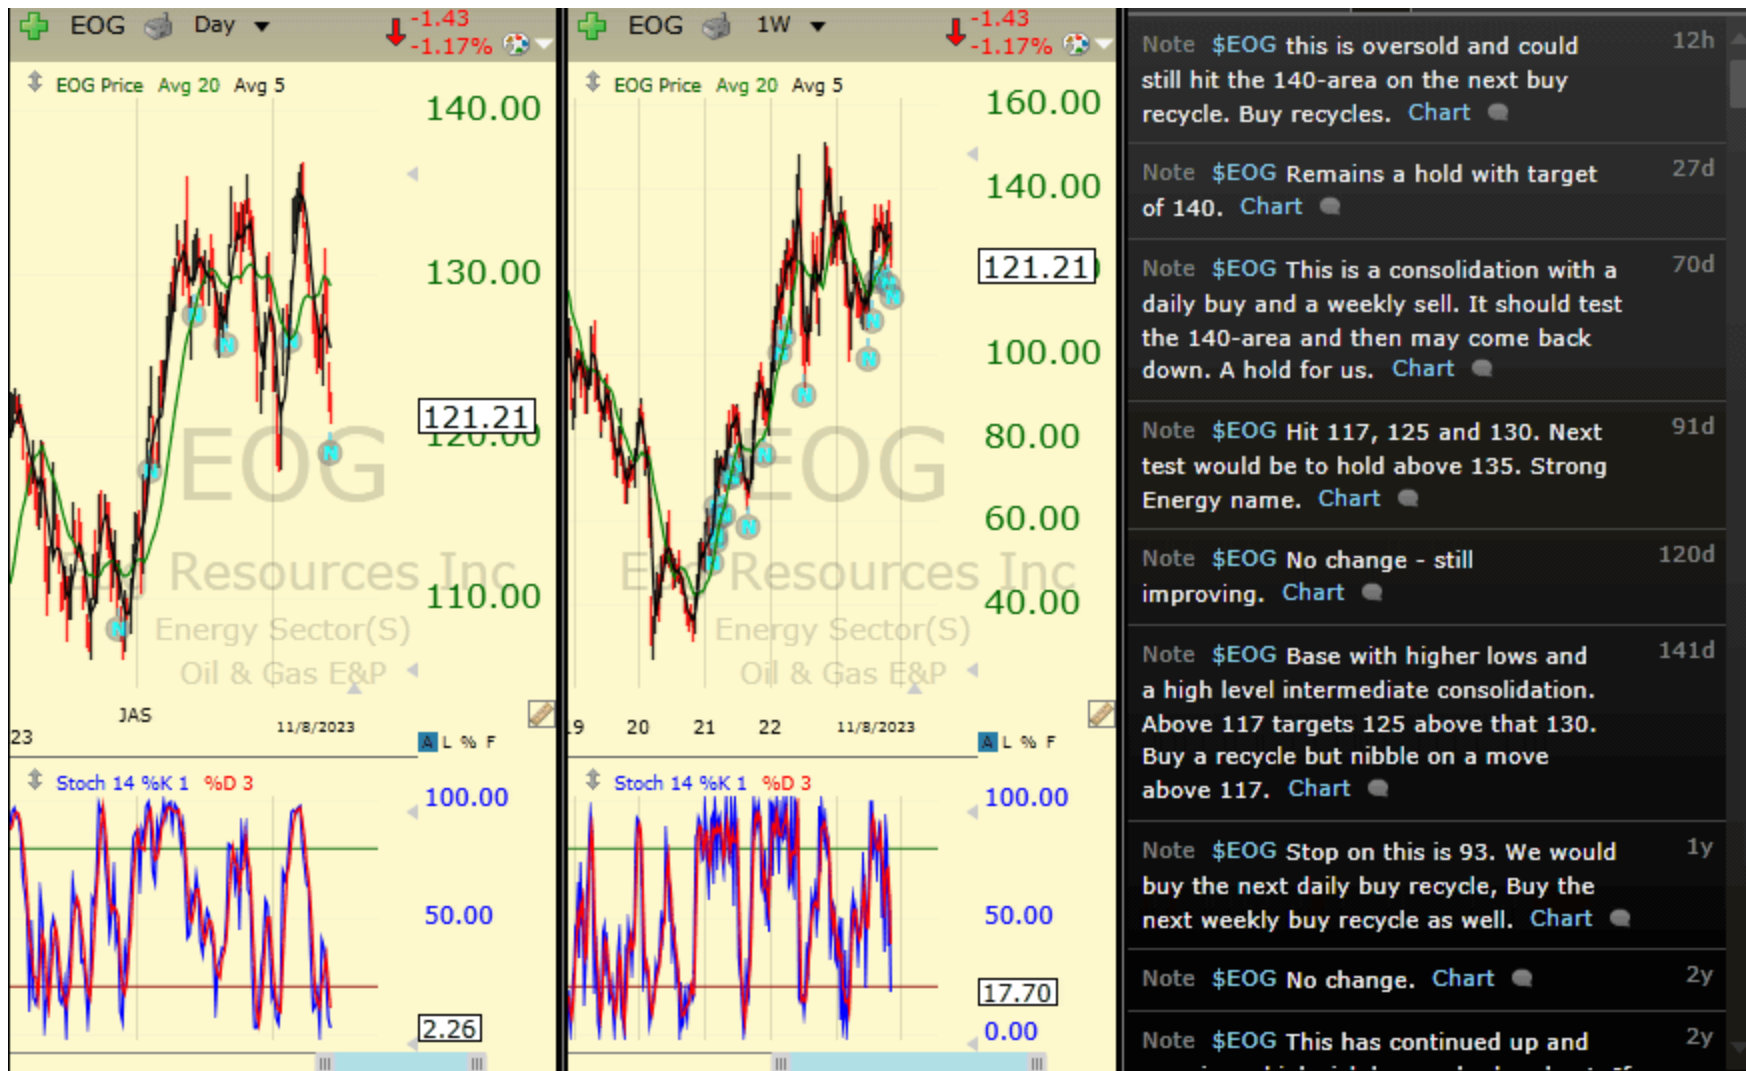 EOG Day
-1.43
-1.17%
EOG Price Avg 20 Avg 5
140.00
130.00
121.21
120.00
110.00
EOG
Resources Inc
Energy Sector(S)
Oil & Gas E&P
23
JAS
11/8/2023
A L % F
Stoch 14 %K 1 %D 3
100.00
50.00
2.26
EOG 1W
-1.43
-1.17%
EOG Price Avg 20 Avg 5
160.00
140.00
121.21
100.00
80.00
60.00
40.00
EOG
Resources Inc
Energy Sector(S)
Oil & Gas E&P
19 20 21 22 11/8/2023
A L % F
Stoch 14 %K 1 %D 3
100.00
50.00
17.70
0.00
Note $EOG this is oversold and could 12h
still hit the 140-area on the next buy
recycle. Buy recycles. Chart
Note $EOG Remains a hold with target 27d
of 140. Chart
Note $EOG This is a consolidation with a 70d
daily buy and a weekly sell. It should test
the 140-area and then may come back
down. A hold for us. Chart
Note $EOG Hit 117, 125 and 130. Next 91d
test would be to hold above 135. Strong
Energy name. Chart
Note $EOG No change - still 120d
improving. Chart
Note $EOG Base with higher lows and 141d
a high level intermediate consolidation.
Above 117 targets 125 above that 130.
Buy a recycle but nibble on a move
above 117. Chart
Note $EOG Stop on this is 93. We would 1y
buy the next daily buy recycle, Buy the
next weekly buy recycle as well. Chart
Note $EOG No change. Chart 2y
Note $EOG This has continued up and 2y